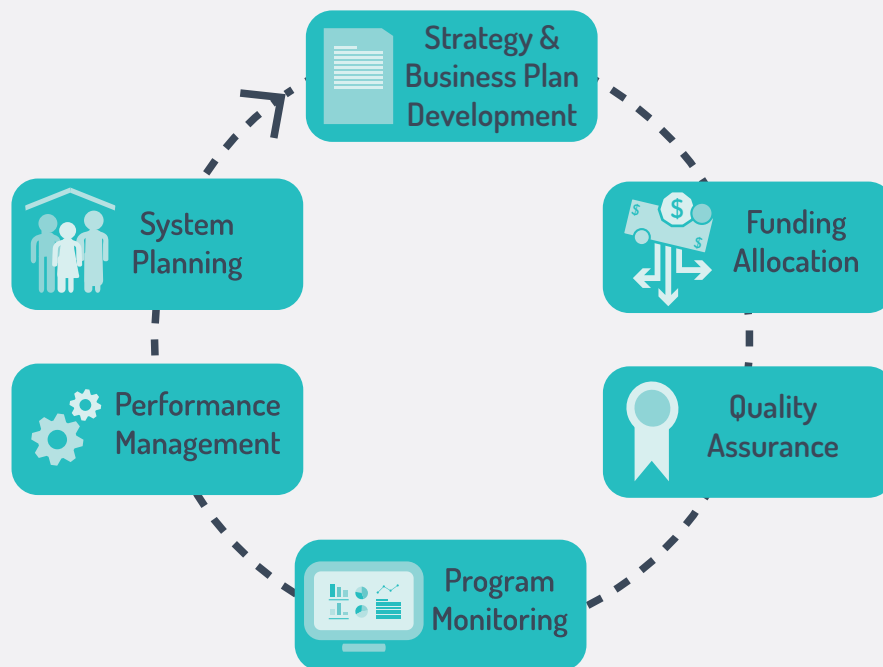 Strategy &
Business Plan
Development
$
$
$
Funding
Allocation
Quality
Assurance
Program
Monitoring
Performance
Management
System
Planning